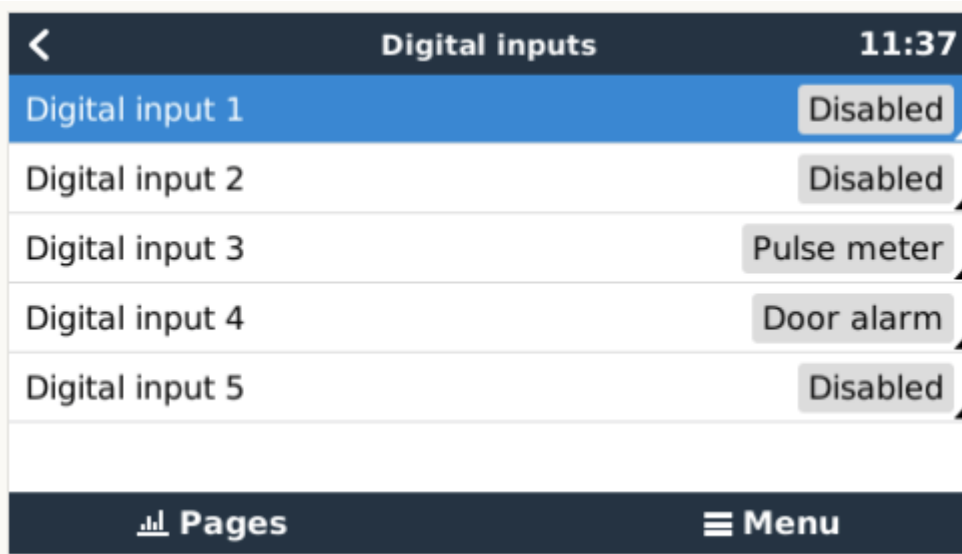 Digital inputs 11:37
Digital input 1 Disabled
Digital input 2 Disabled
Digital input 3 Pulse meter
Digital input 4 Door alarm
Digital input 5 Disabled
Pages Menu